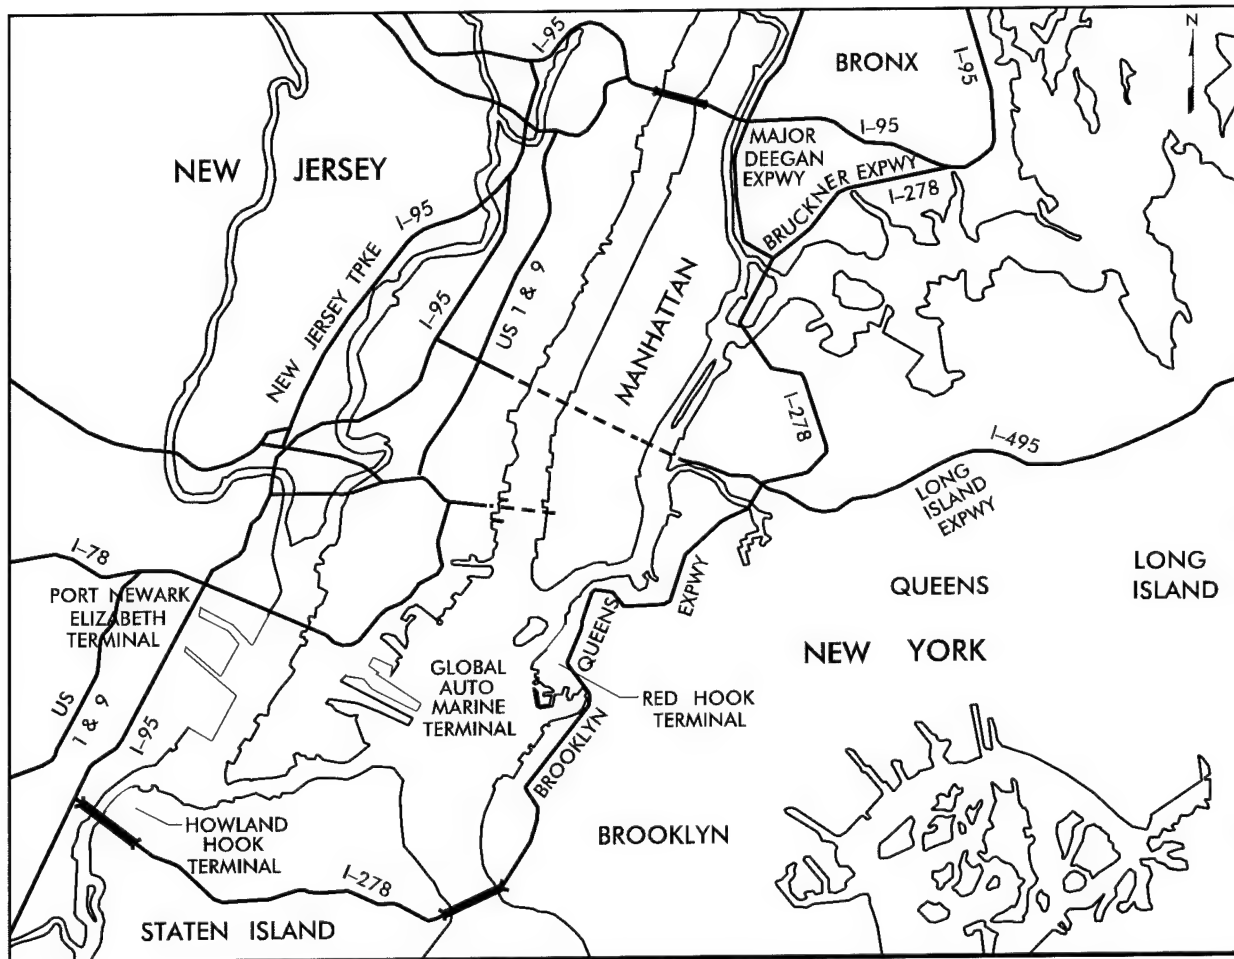 I-95
BRONX
N
I-95
I-95
MAJOR
DEEGAN
EXPWY
NEW JERSEY
BRUCKNER EXPWY
I-278
I-95
NEW JERSEY TPKE
I-95
US 1 & 9
MANHATTAN
I-278
I-495
LONG
ISLAND
EXPWY
I-78
LONG
ISLAND
QUEENS
PORT NEWARK
ELIZABETH
TERMINAL
QUEENS
EXPWY
NEW YORK
GLOBAL
AUTO
MARINE
TERMINAL
RED HOOK
TERMINAL
US
1 & 9
I-95
BROOKLYN
HOWLAND
HOOK
TERMINAL
BROOKLYN
I-278
STATEN ISLAND